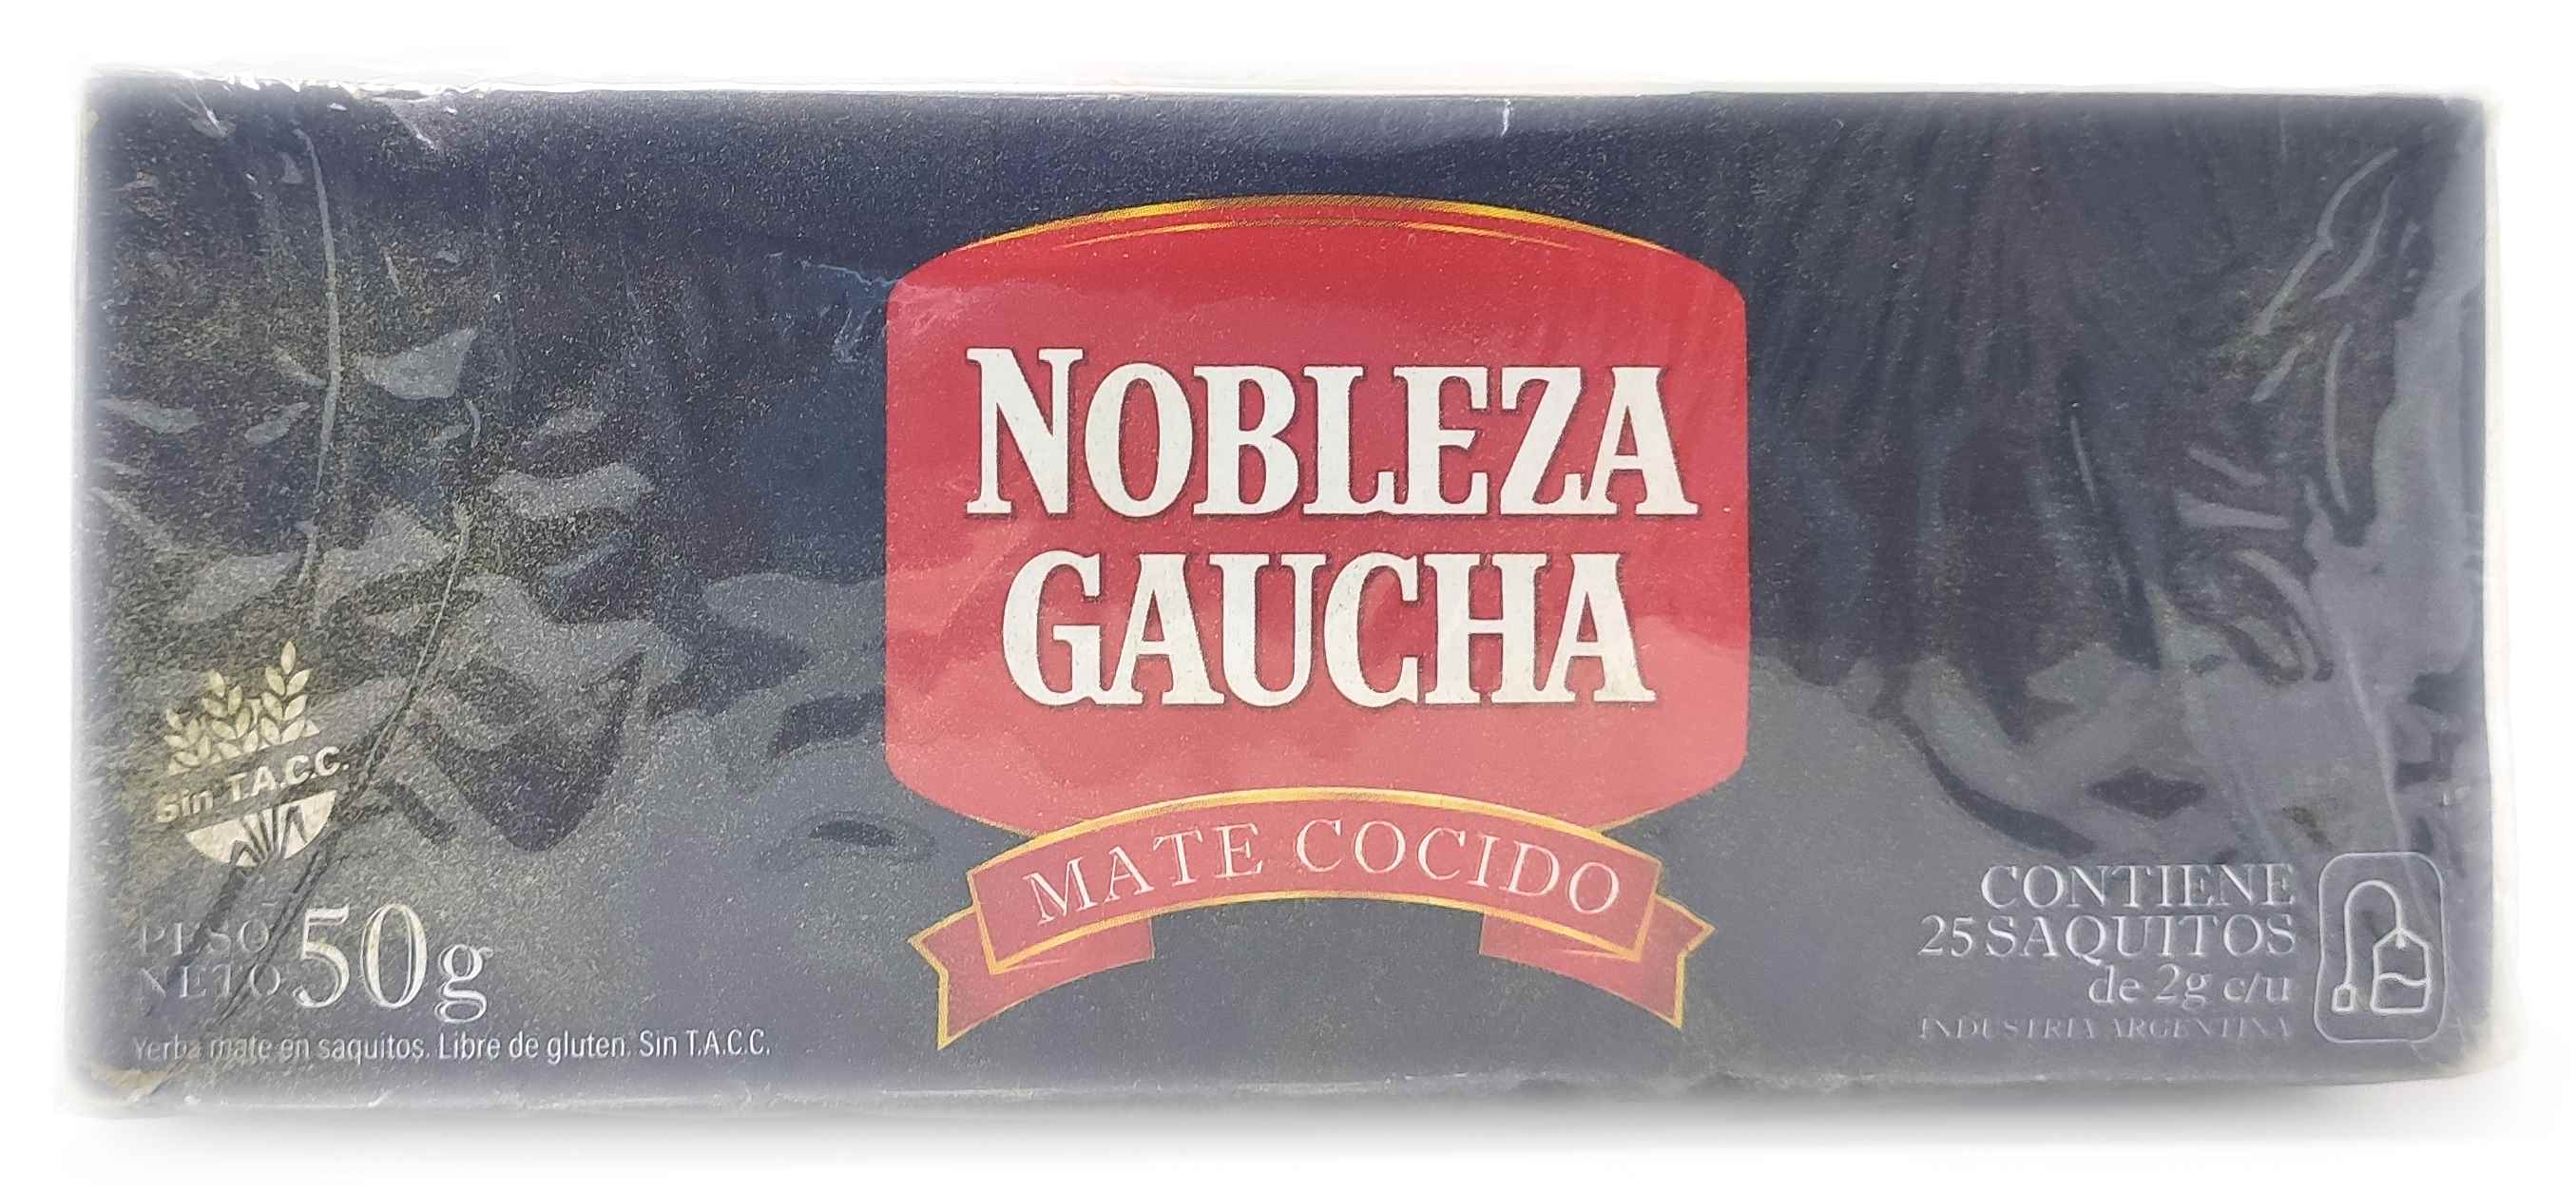 NOBLEZA
GAUCHA
MATE COCIDO
Sin T.A.C.C.
PESO
NETO 50g
Yerba mate en saquitos. Libre de gluten. Sin T.A.C.C.
CONTIENE
25 SAQUITOS
de 2g c/u
INDUSTRIA ARGENTINA